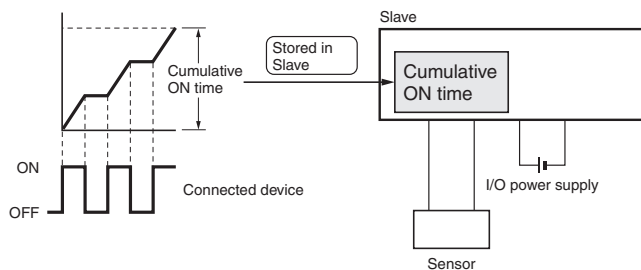 Slave
Stored in
Slave
Cumulative
ON time
Cumulative
ON time
ON
OFF
Connected device
I/O power supply
Sensor